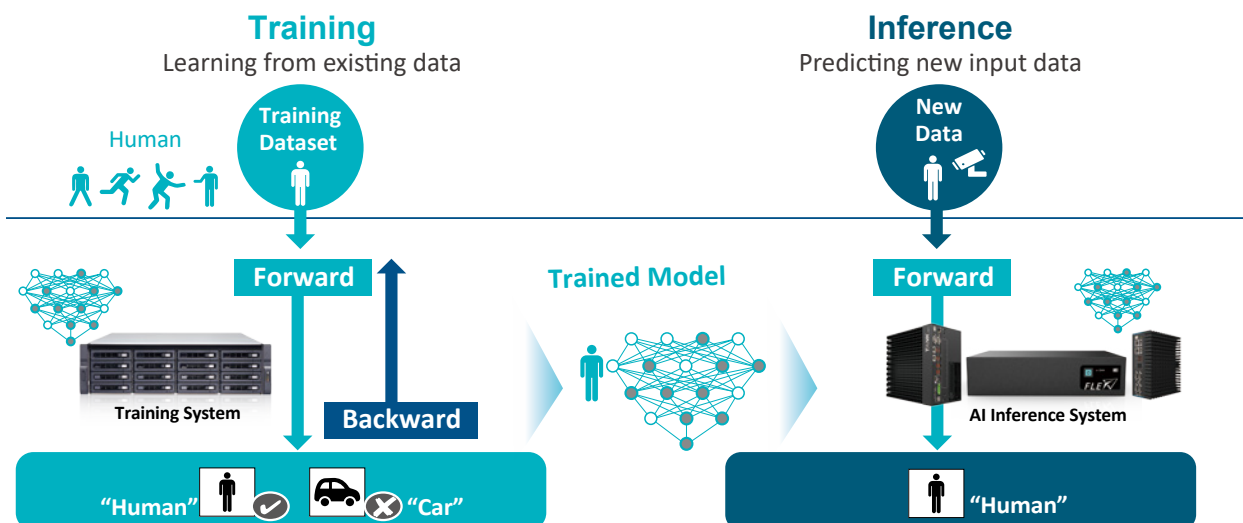 Training
Learning from existing data
Inference
Predicting new input data
Human
Training
Dataset
New
Data
Forward
Trained Model
Forward
Training System
Backward
FLEX
AI Inference System
"Human"
"Car"
"Human"